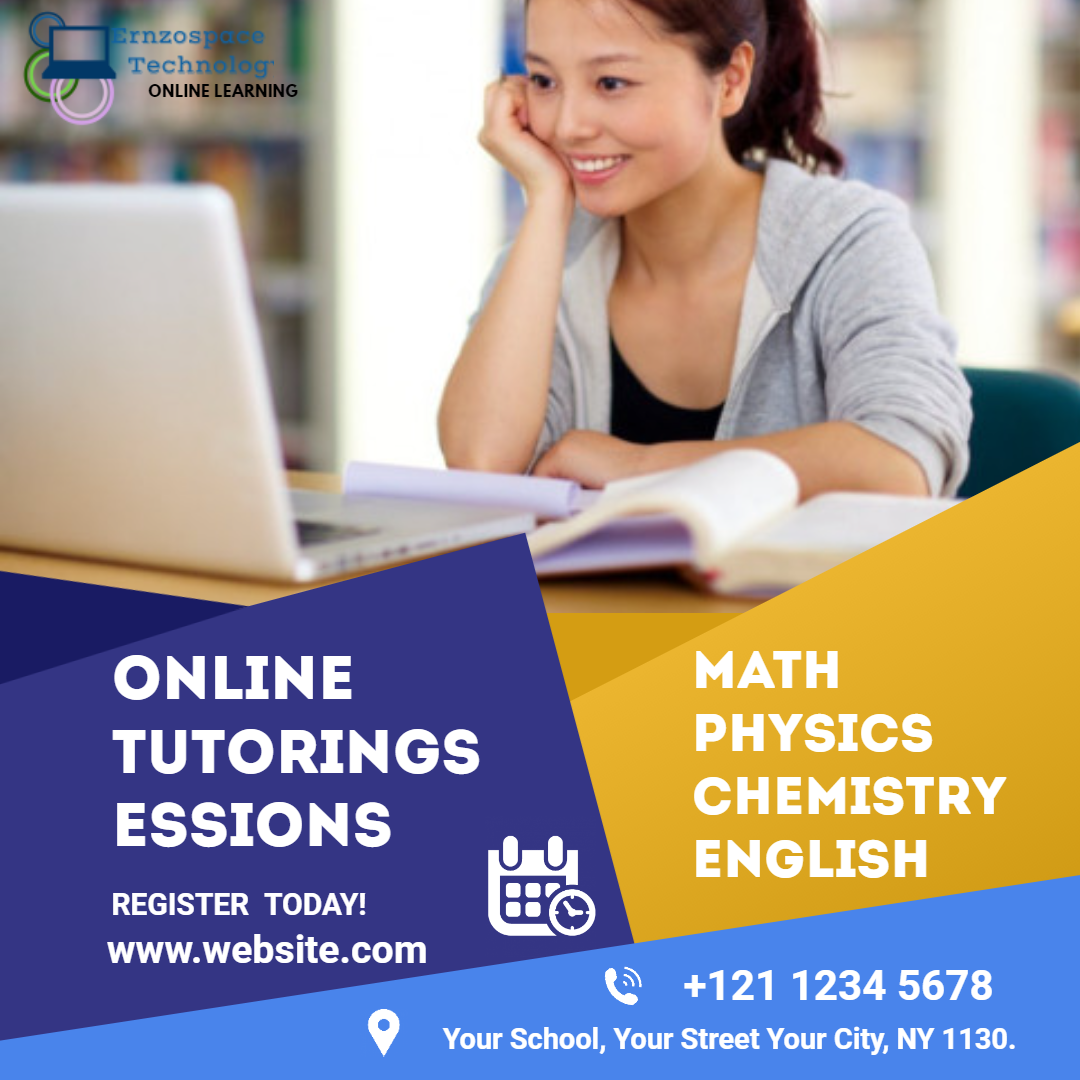 Ernzospace
Technolog
ONLINE LEARNING
ONLINE
TUTORINGS
ESSIONS
REGISTER TODAY!
www.website.com
MATH
PHYSICS
CHEMISTRY
ENGLISH
+121 1234 5678
Your School, Your Street Your City, NY 1130.